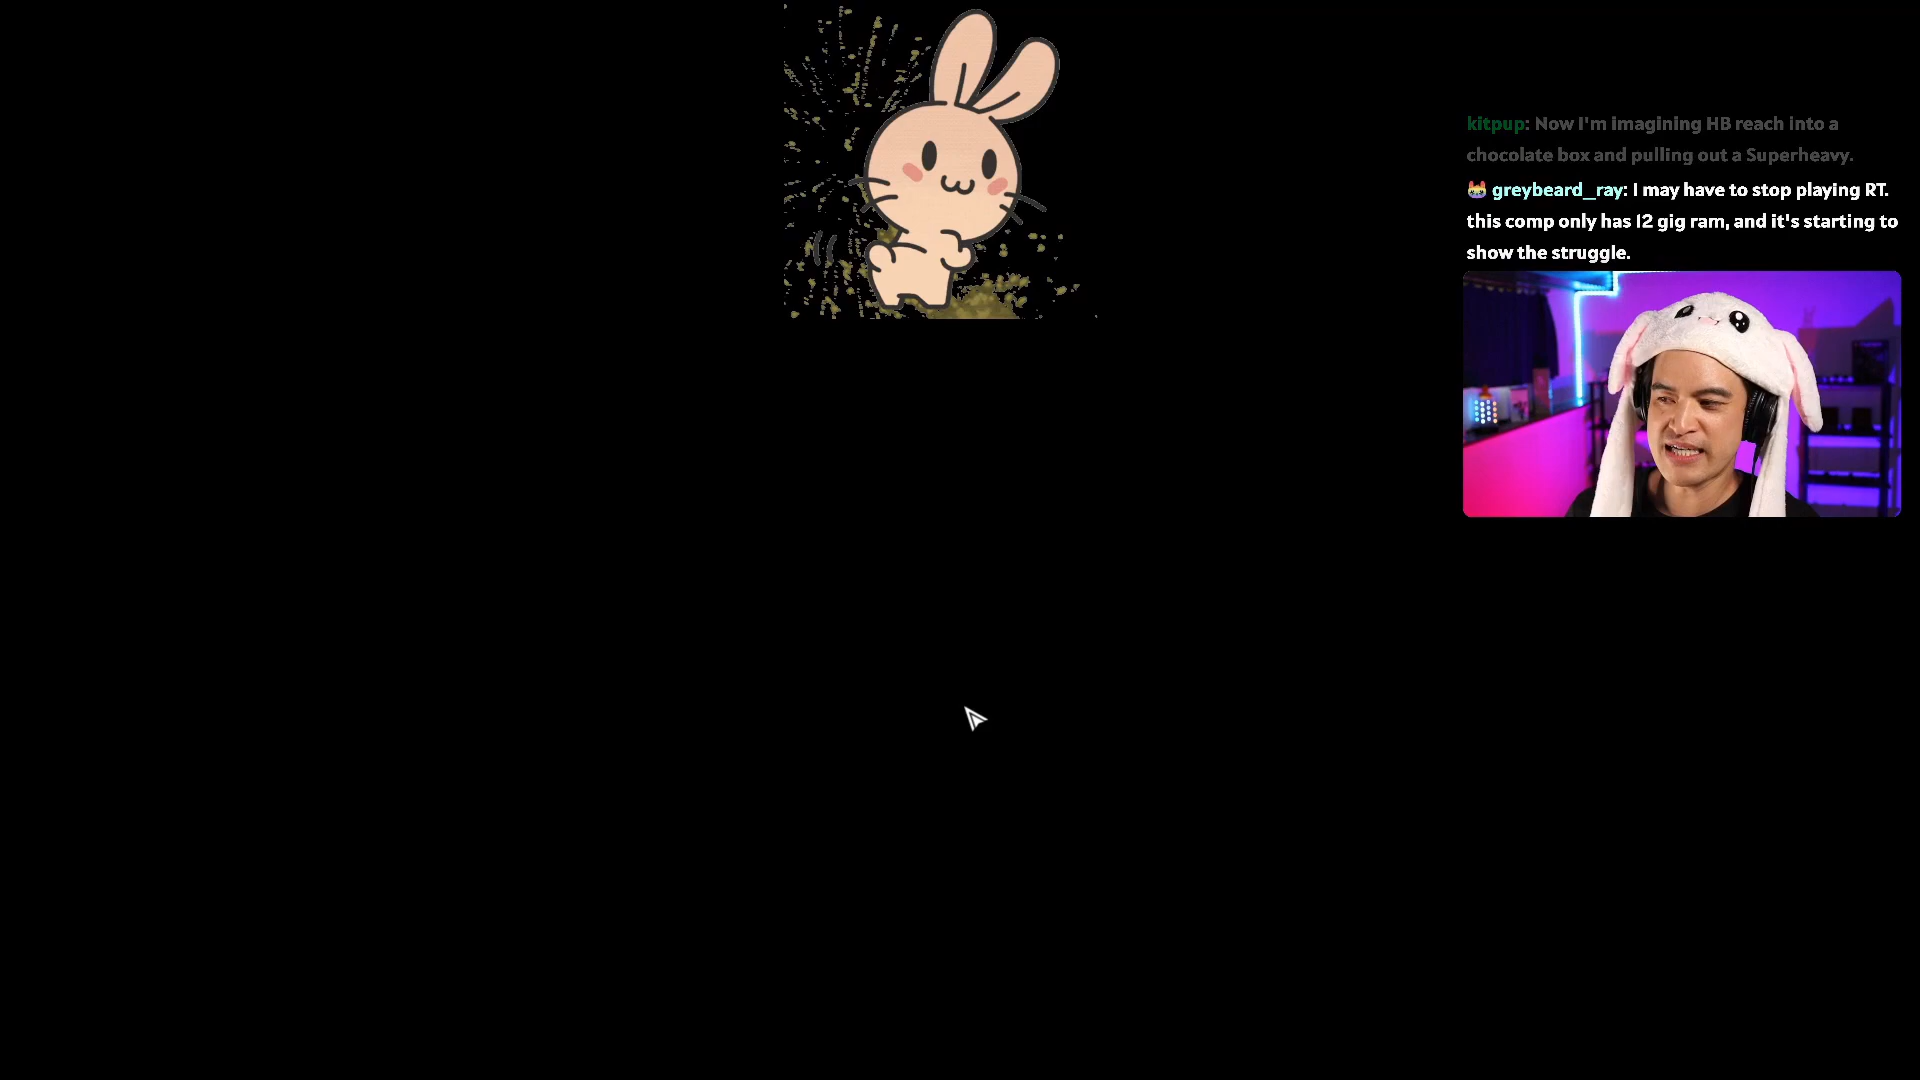 kitpup: Now I'm imagining HB reach into a
chocolate box and pulling out a Superheavy.
greybeard_ray: I may have to stop playing RT.
this comp only has 12 gig ram, and it's starting to
show the struggle.